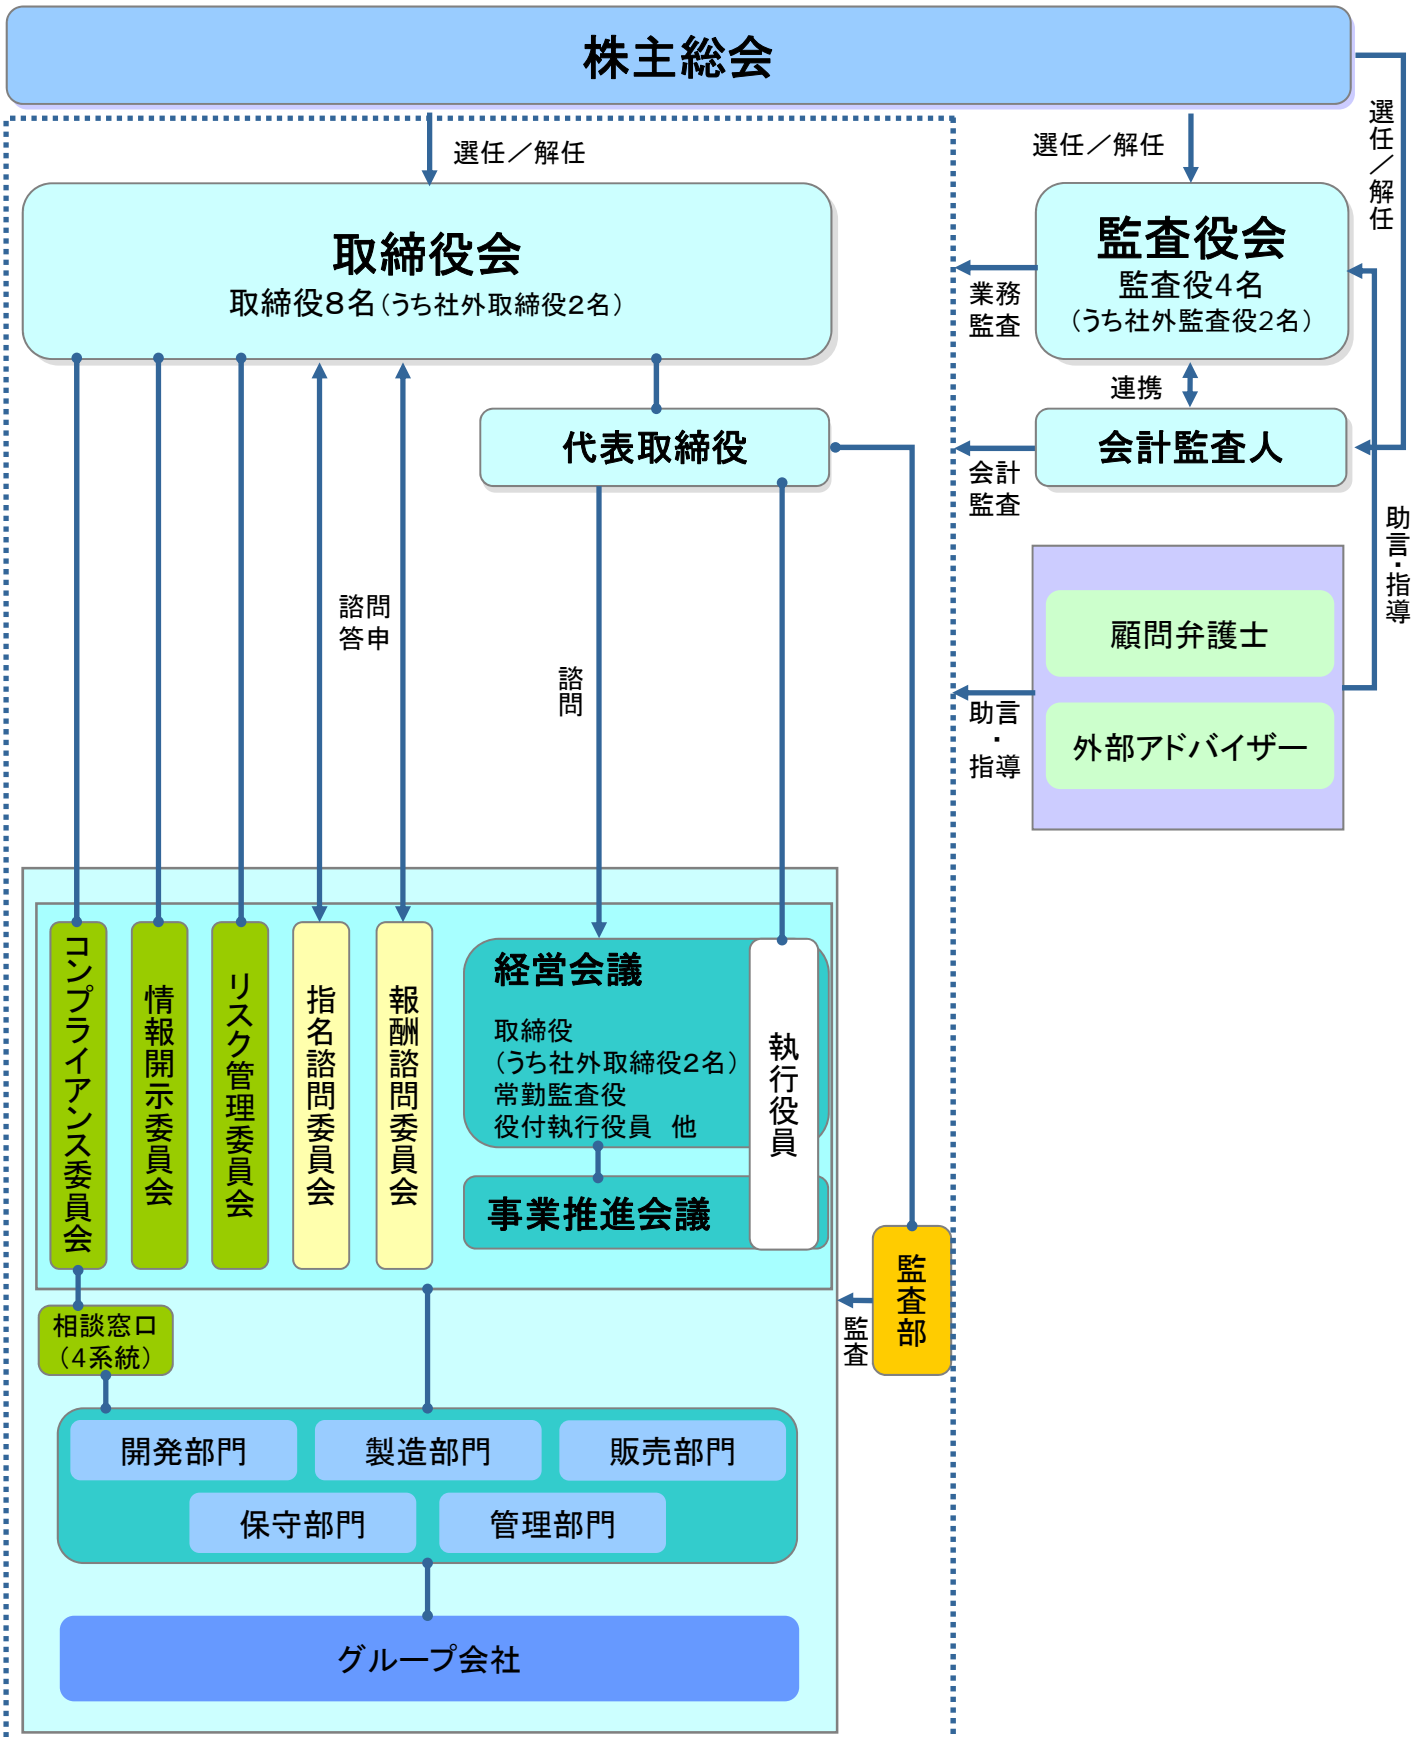 株主総会
選任／解任
選任／解任
選任／解任
取締役会
取締役８名（うち社外取締役２名）
監査役会
監査役４名
（うち社外監査役２名）
業務
監査
連携
代表取締役
会計監査人
会計
監査
助言・指導
顧問弁護士
外部アドバイザー
助言
・
指導
諮問
答申
諮問
コンプライアンス委員会
情報開示委員会
リスク管理委員会
指名諮問委員会
報酬諮問委員会
経営会議
取締役
（うち社外取締役２名）
常勤監査役
役付執行役員　他
執行役員
事業推進会議
監査部
監査
相談窓口
（４系統）
開発部門
製造部門
販売部門
保守部門
管理部門
グループ会社